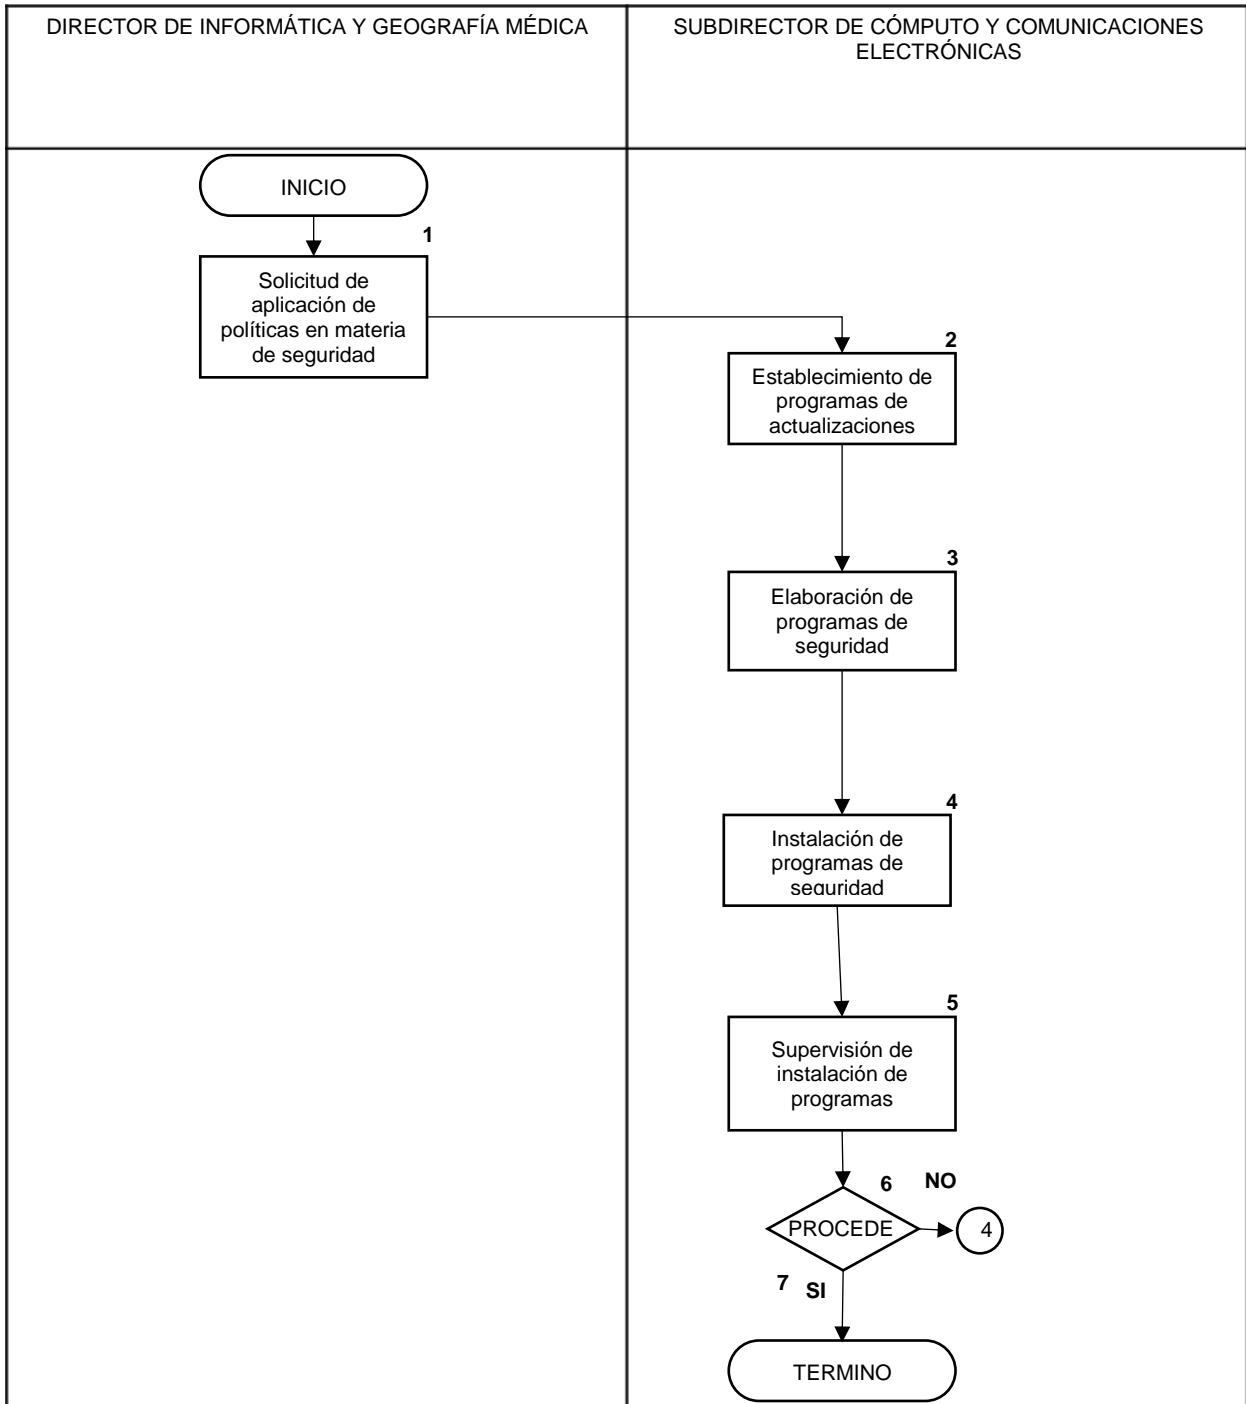 DIRECTOR DE INFORMÁTICA Y GEOGRAFÍA MÉDICA
SUBDIRECTOR DE CÓMPUTO Y COMUNICACIONES
ELECTRÓNICAS
INICIO
1
Solicitud de
aplicación de
políticas en materia
de seguridad
2
Establecimiento de
programas de
actualizaciones
3
Elaboración de
programas de
seguridad
4
Instalación de
programas de
seguridad
5
Supervisión de
instalación de
programas
6
NO
PROCEDE
4
7
SI
TERMINO